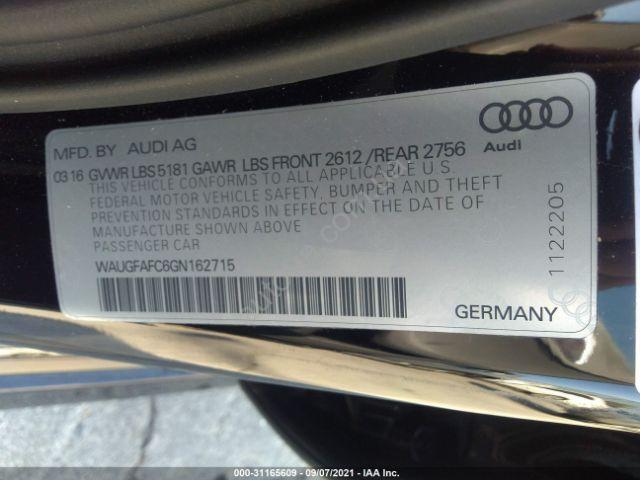 MFD. BY AUDI AG
Audi
03 16 GVWR LBS 5181 GAWR LBS FRONT 2612 / REAR 2756
THIS VEHICLE CONFORMS TO ALL APPLICABLE U.S.
FEDERAL MOTOR VEHICLE SAFETY, BUMPER AND THEFT
PREVENTION STANDARDS IN EFFECT ON THE DATE OF
MANUFACTURE SHOWN ABOVE
PASSENGER CAR
WAUGFAFC6GN162715
1122205
GERMANY
000-31165609 - 09/07/2021 - IAA Inc.